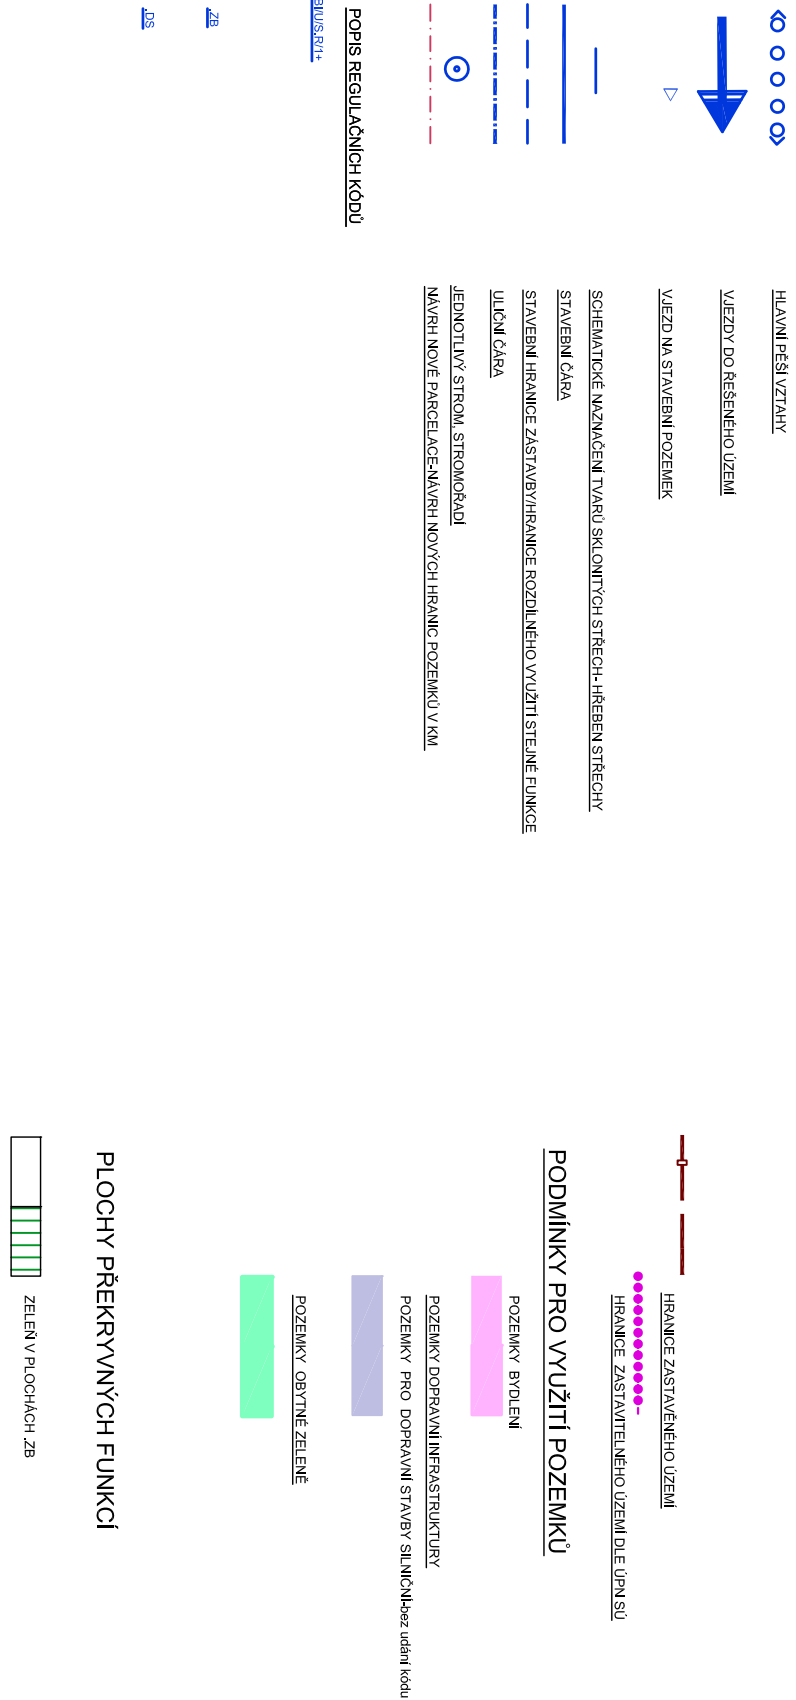 HLAVNÍ PĚŠÍ VZTAHY
VJEZDY DO ŘEŠENÉHO ÚZEMÍ
VJEZD NA STAVEBNÍ POZEMEK
SCHEMATICKÉ NAZNAČENÍ TVARŮ SKLONITÝCH STŘECH- HŘEBEN STŘECHY
STAVEBNÍ ČÁRA
STAVEBNÍ HRANICE ZÁSTAVBY/HRANICE ROZDÍLNÉHO VYUŽITÍ STEJNÉ FUNKCE
ULIČNÍ ČÁRA
JEDNOTLIVÝ STROM, STROMOŘADÍ
NÁVRH NOVÉ PARCELACE-NÁVRH NOVÝCH HRANIC POZEMKŮ V KM
POPIS REGULAČNÍCH KÓDŮ
BI/U/S,R/1+
.ZB
.DS
HRANICE ZASTAVĚNÉHO ÚZEMÍ
HRANICE ZASTAVITELNÉHO ÚZEMÍ DLE ÚPN SÚ
PODMÍNKY PRO VYUŽITÍ POZEMKŮ
POZEMKY BYDLENÍ
POZEMKY DOPRAVNÍ INFRASTRUKTURY
POZEMKY PRO DOPRAVNÍ STAVBY SILNIČNÍ-bez udání kódu
POZEMKY OBYTNÉ ZELENĚ
PLOCHY PŘEKRYVNÝCH FUNKCÍ
ZELEŇ V PLOCHÁCH .ZB